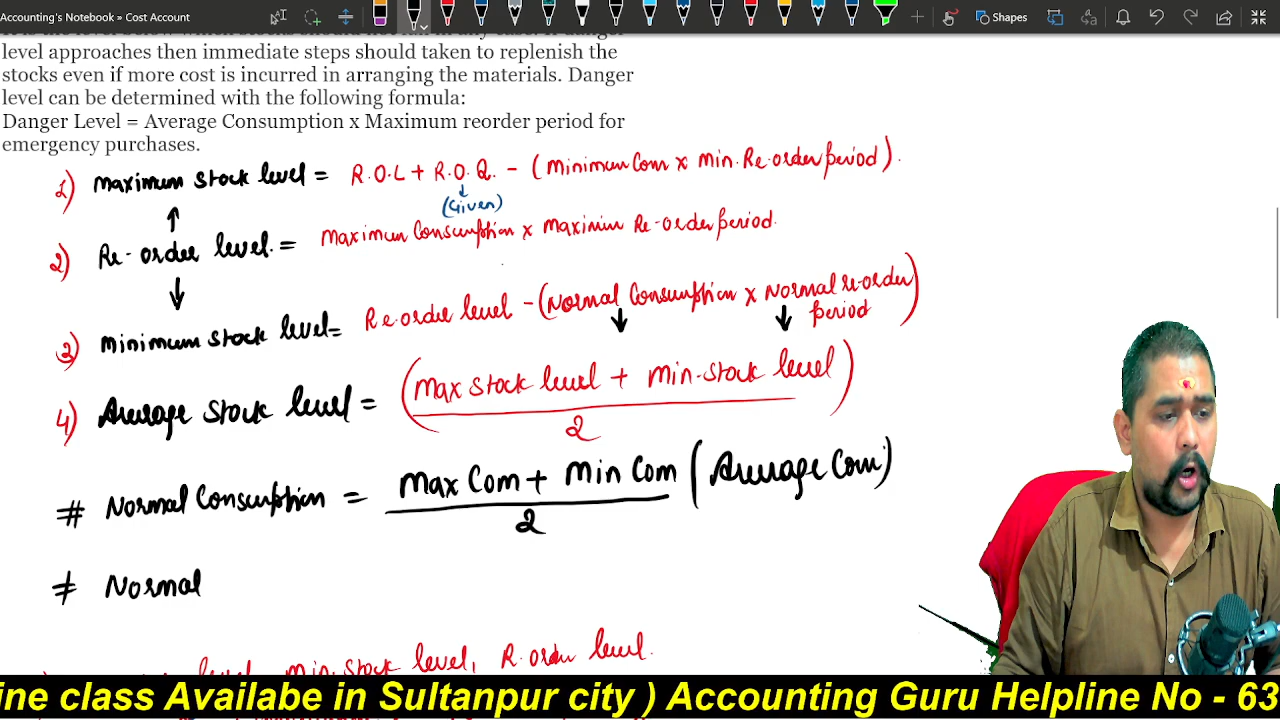 Accounting's Notebook » Cost Account
Shapes
level approaches then immediate steps should taken to replenish the
stocks even if more cost is incurred in arranging the materials. Danger
level can be determined with the following formula:
Danger Level = Average Consumption x Maximum reorder period for
emergency purchases.
1) Maximum Stock level = R.O.L + R.O.Q. - (Minimum Com x Min. Re-order period).
(Given)
2) Re-order level. = Maximum Consumption x Maximum Re-order period.
3) Minimum Stock level = Re-order level - (Normal Consumption x Normal re-order period)
4) Average Stock level = (Max Stock level + Min. Stock level)
2
# Normal Consumption = Max Com + Min Com (Average Com)
2
# Normal
level, Min. Stock level, R. order level.
ine class Availabe in Sultanpur city ) Accounting Guru Helpline No - 63